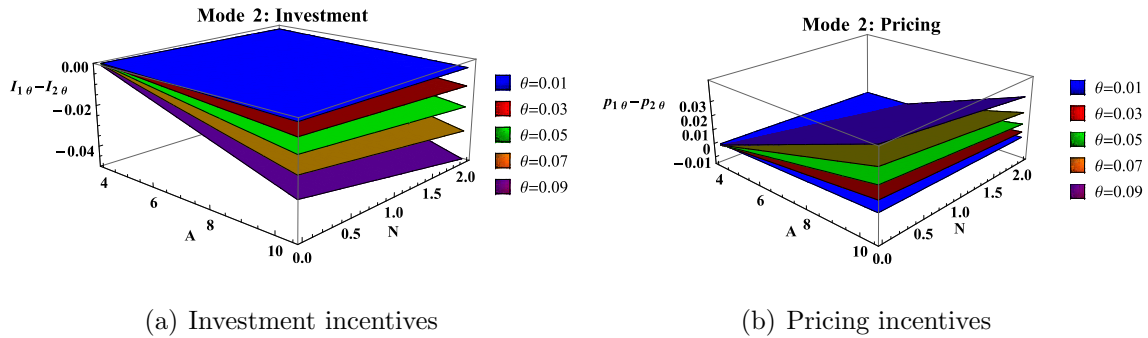 Mode 2: Investment
0.00
I1θ−I2θ
−0.02
−0.04
4
6
8
10
A
0.0
0.5
1.0
1.5
2.0
N
θ=0.01
θ=0.03
θ=0.05
θ=0.07
θ=0.09
(a) Investment incentives
Mode 2: Pricing
p1θ−p2θ
0.03
0.02
0.01
0
−0.01
4
6
8
10
A
0.0
0.5
1.0
1.5
2.0
N
θ=0.01
θ=0.03
θ=0.05
θ=0.07
θ=0.09
(b) Pricing incentives